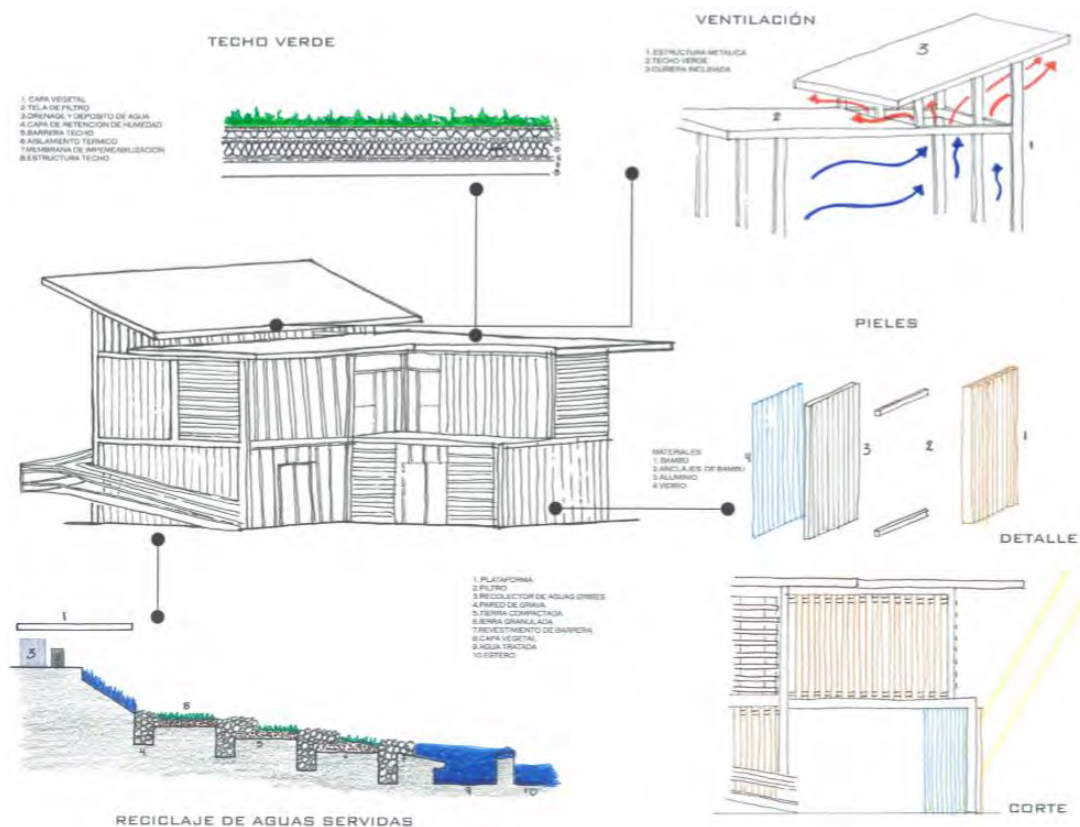 TECHO VERDE
1. CAPA VEGETAL
2. TELA DE FILTRO
3. DRENAGE Y DEPOSITO DE AGUA
4. CAPA DE RETENCION DE HUMEDAD
5. BARRERA TECHO
6. AISLAMIENTO TERMICO
7. MEMBRANA DE IMPEABILIZACION
8. ESTRUCTURA TECHO
VENTILACIÓN
1. ESTRUCTURA METALICA
2. TECHO VERDE
3. INCLINADA
3
2
1
PIELES
MATERIALES
1. BAMBU
2. ANCLAJES DE BAMBU
3. ALUMINIO
4. VIDRIO
4
3
2
1
DETALLE
1. PLATAFORMA
2. FILTRO
3. RECOLECTOR DE AGUAS GRISES
4. PARED DE GRAVA
5. TIERRA COMPACTADA
6. TIERRA GRANULADA
7. REVESTIMIENTO DE BARRERA
8. CAPA VEGETAL
9. AGUA TRATADA
10. ESTERO
1
3
8
4
5
9
10
RECICLAJE DE AGUAS SERVIDAS
CORTE